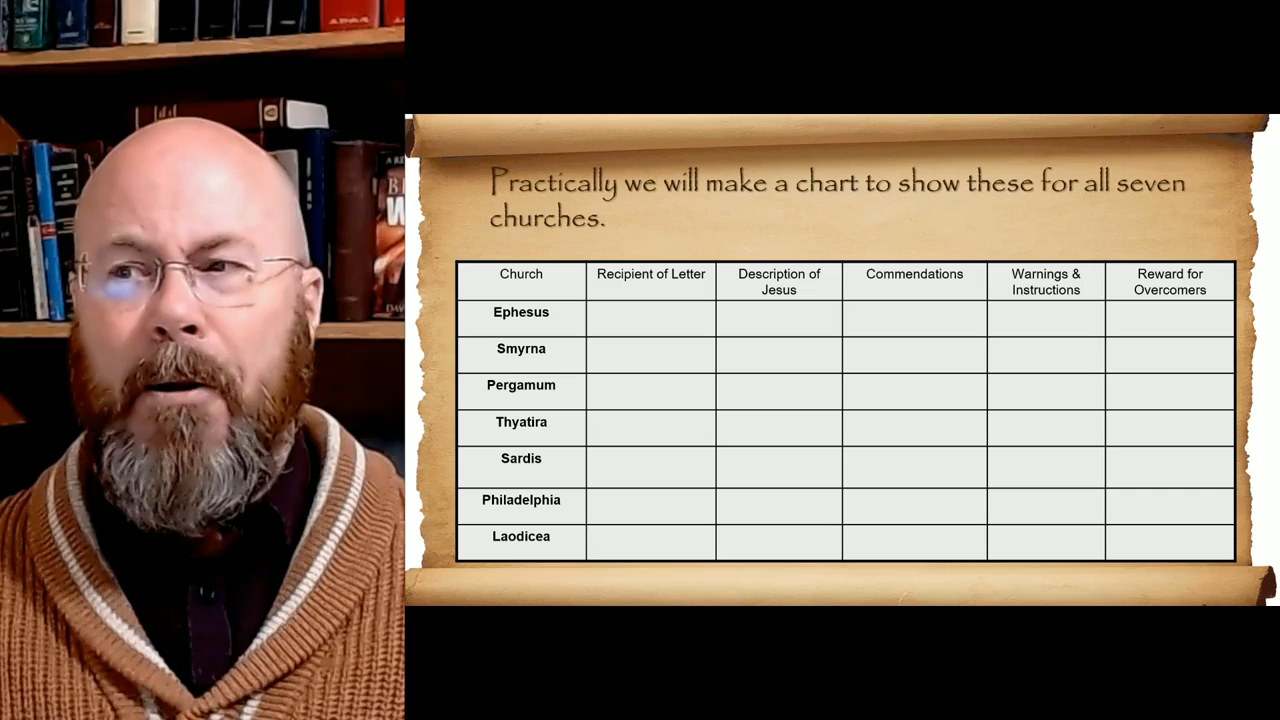 Practically we will make a chart to show these for all seven
churches.
Church Recipient of Letter Description of Jesus Commendations Warnings & Instructions Reward for Overcomers
Ephesus
Smyrna
Pergamum
Thyatira
Sardis
Philadelphia
Laodicea